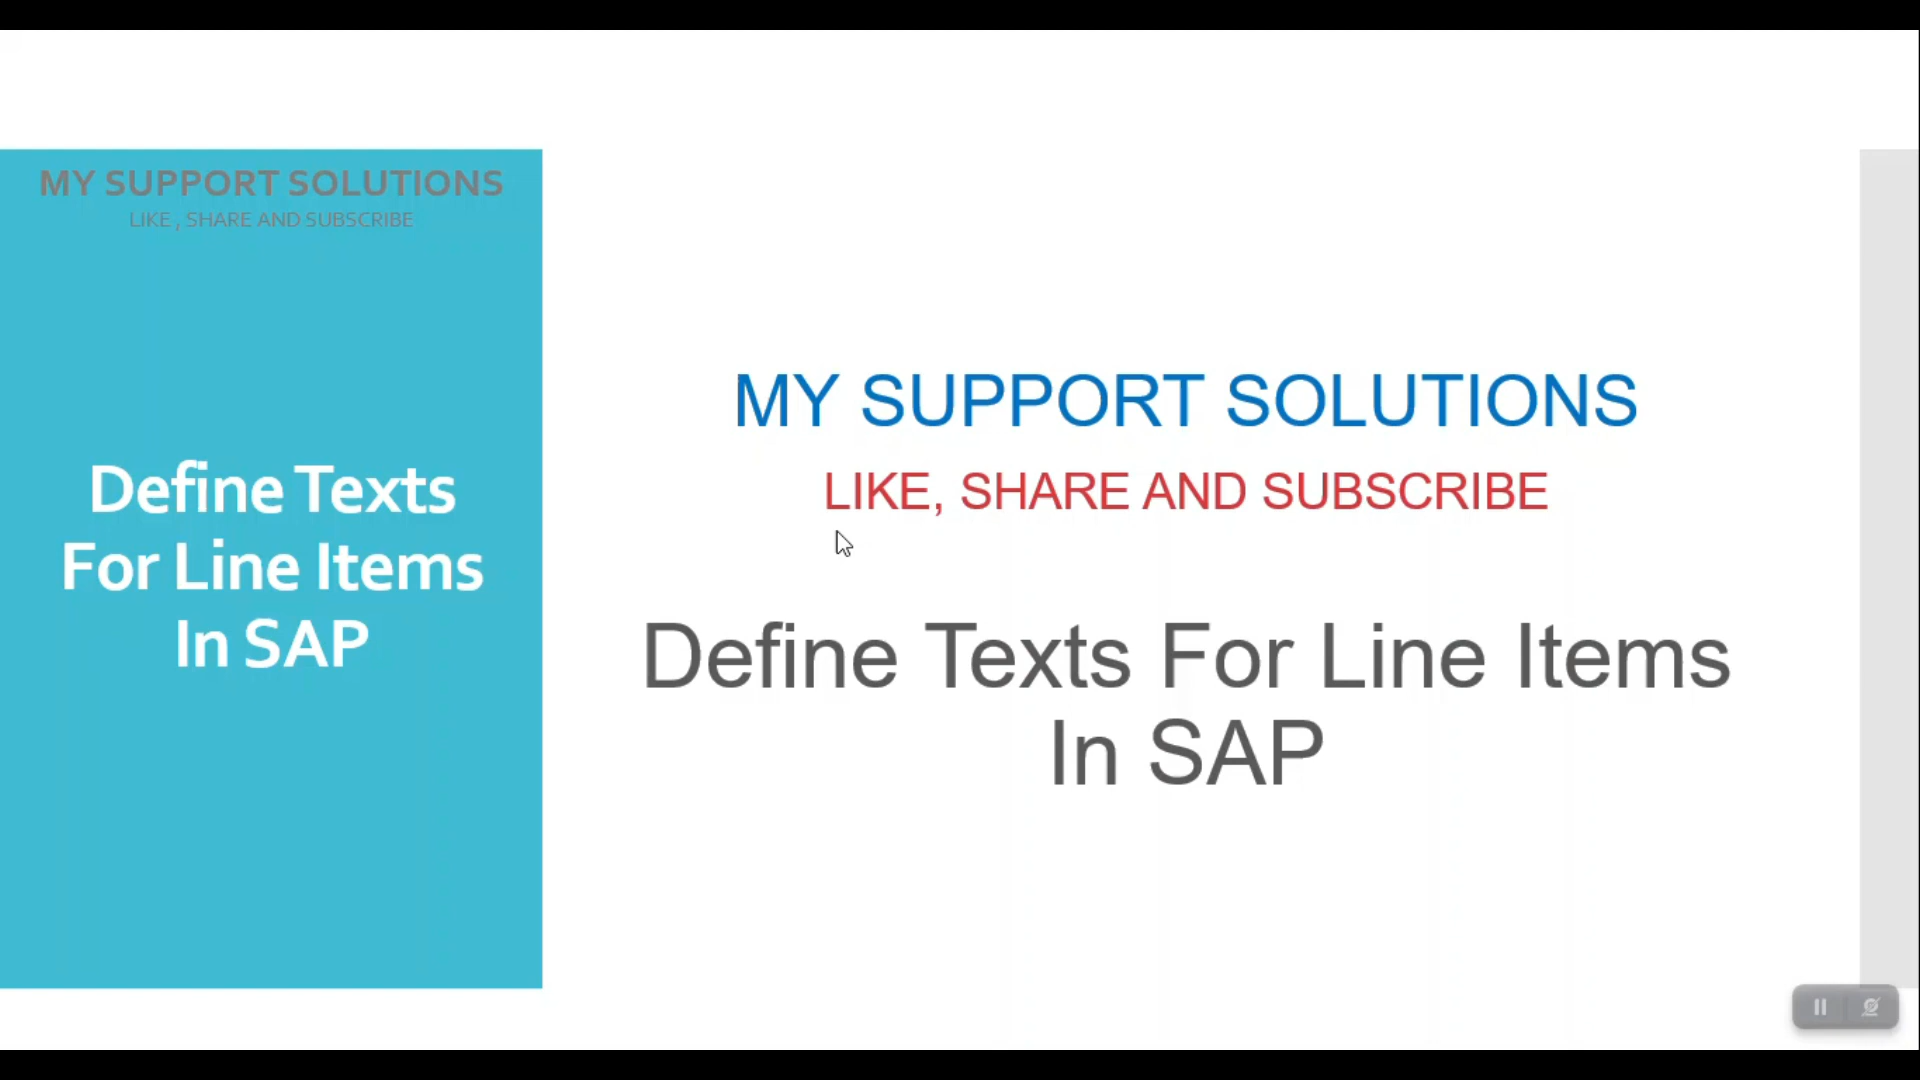 MY SUPPORT SOLUTIONS
LIKE , SHARE AND SUBSCRIBE
Define Texts
For Line Items
In SAP
MY SUPPORT SOLUTIONS
LIKE, SHARE AND SUBSCRIBE
Define Texts For Line Items
In SAP